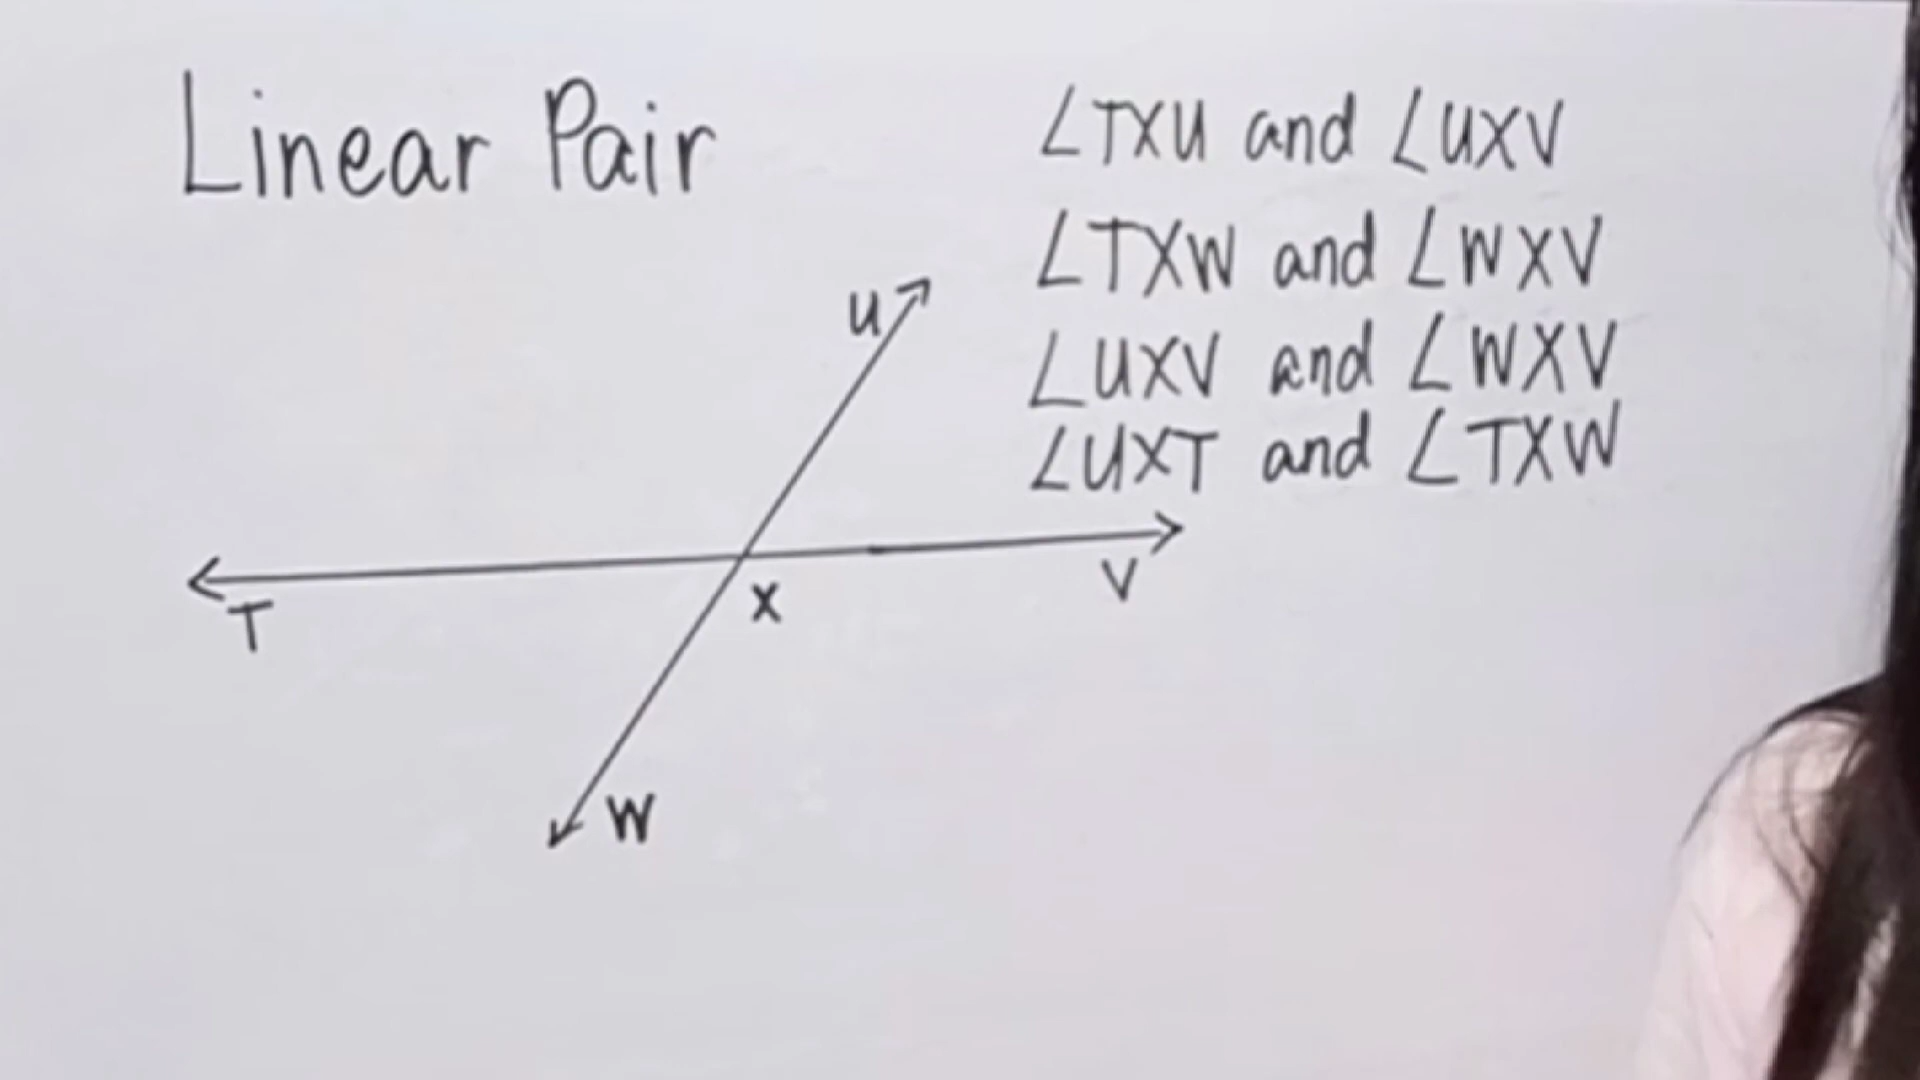 Linear Pair
∠TXU and ∠UXV
∠TXW and ∠WXV
∠UXV and ∠WXV
∠UXT and ∠TXW
U
T
X
V
W